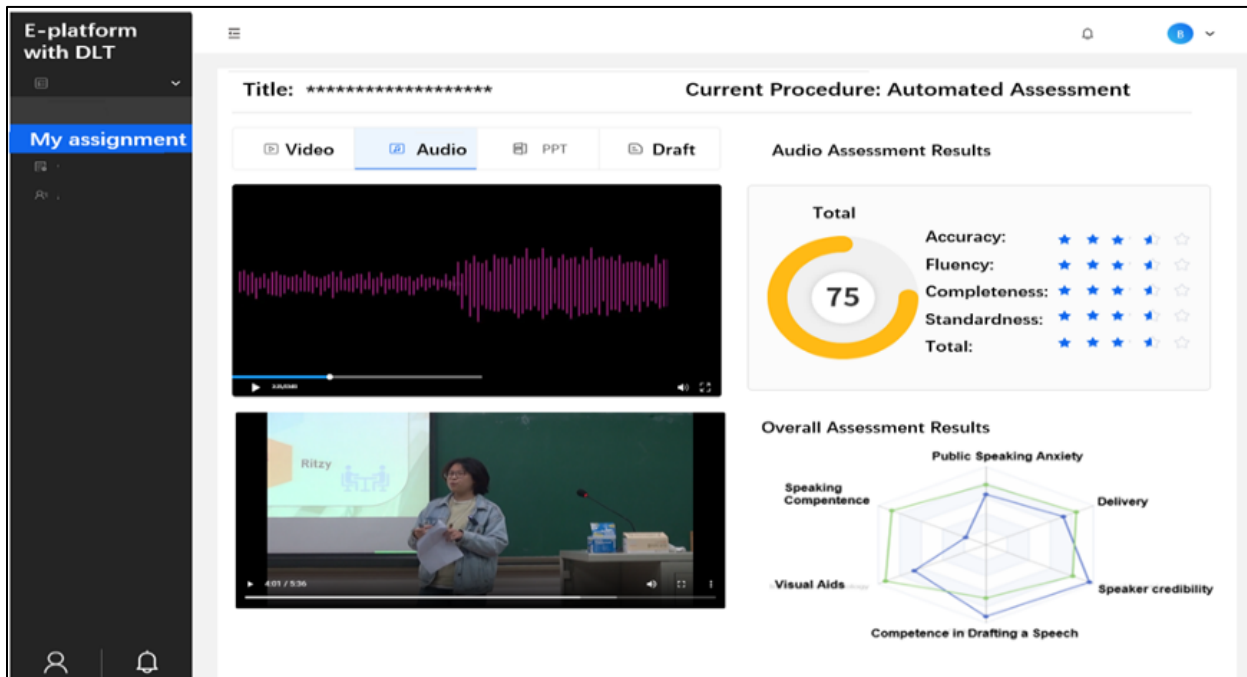 E-platform
with DLT
My assignment
B
Title: *******************
Current Procedure: Automated Assessment
Video
Audio
PPT
Draft
Audio Assessment Results
Total
75
Accuracy:
Fluency:
Completeness:
Standardness:
Total:
Ritzy
4:01 / 5:36
Overall Assessment Results
Public Speaking Anxiety
Speaking
Compentence
Delivery
Visual Aids
Speaker credibility
Competence in Drafting a Speech